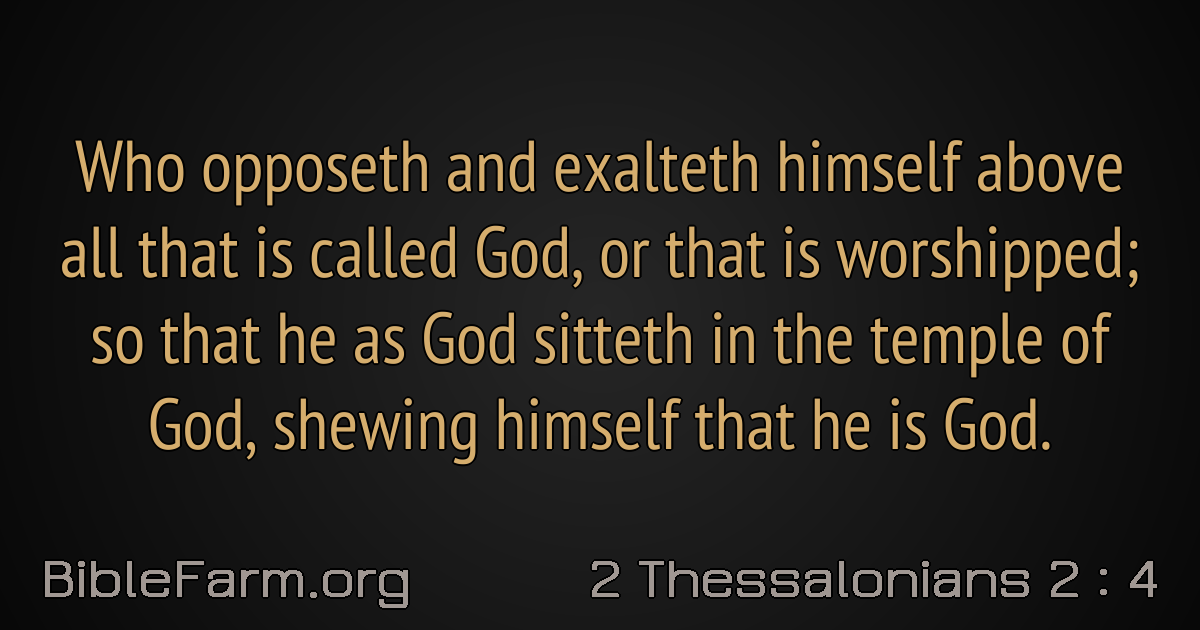 Who opposeth and exalteth himself above
all that is called God, or that is worshipped;
so that he as God sitteth in the temple of
God, shewing himself that he is God.
BibleFarm.org
2 Thessalonians 2 : 4